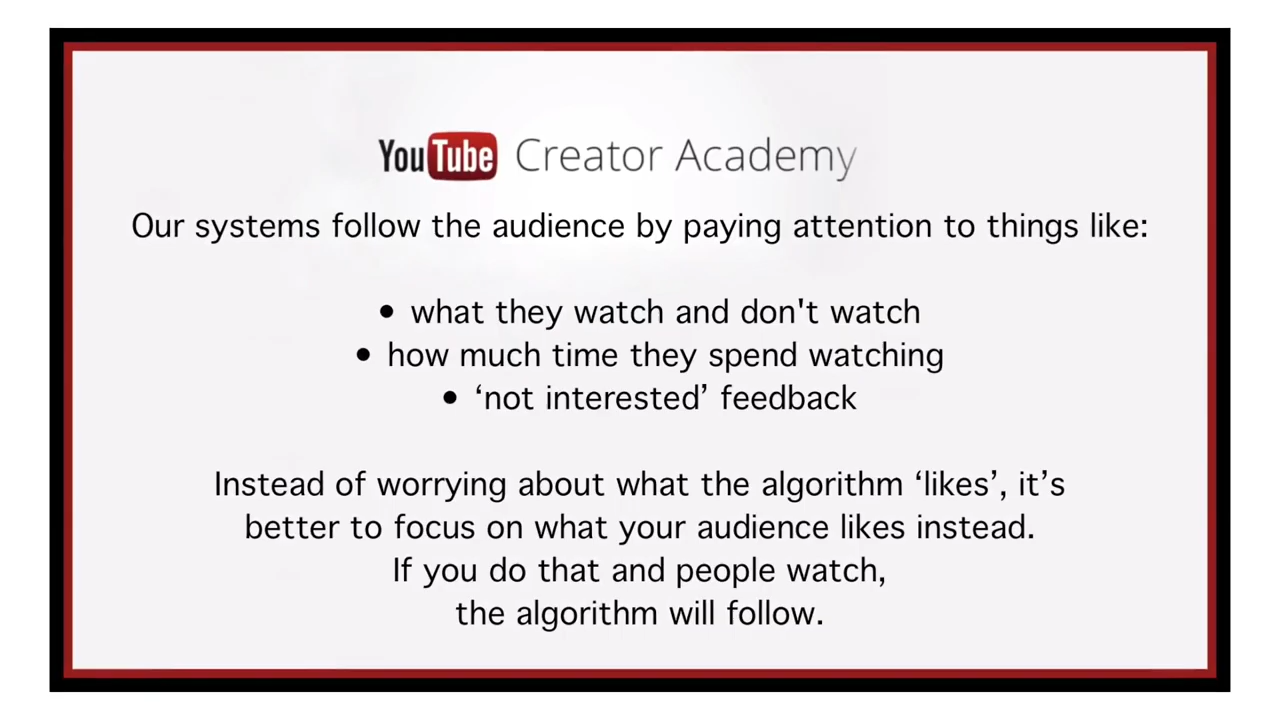 YouTube Creator Academy
Our systems follow the audience by paying attention to things like:
• what they watch and don't watch
• how much time they spend watching
• ‘not interested’ feedback
Instead of worrying about what the algorithm ‘likes’, it’s
better to focus on what your audience likes instead.
If you do that and people watch,
the algorithm will follow.